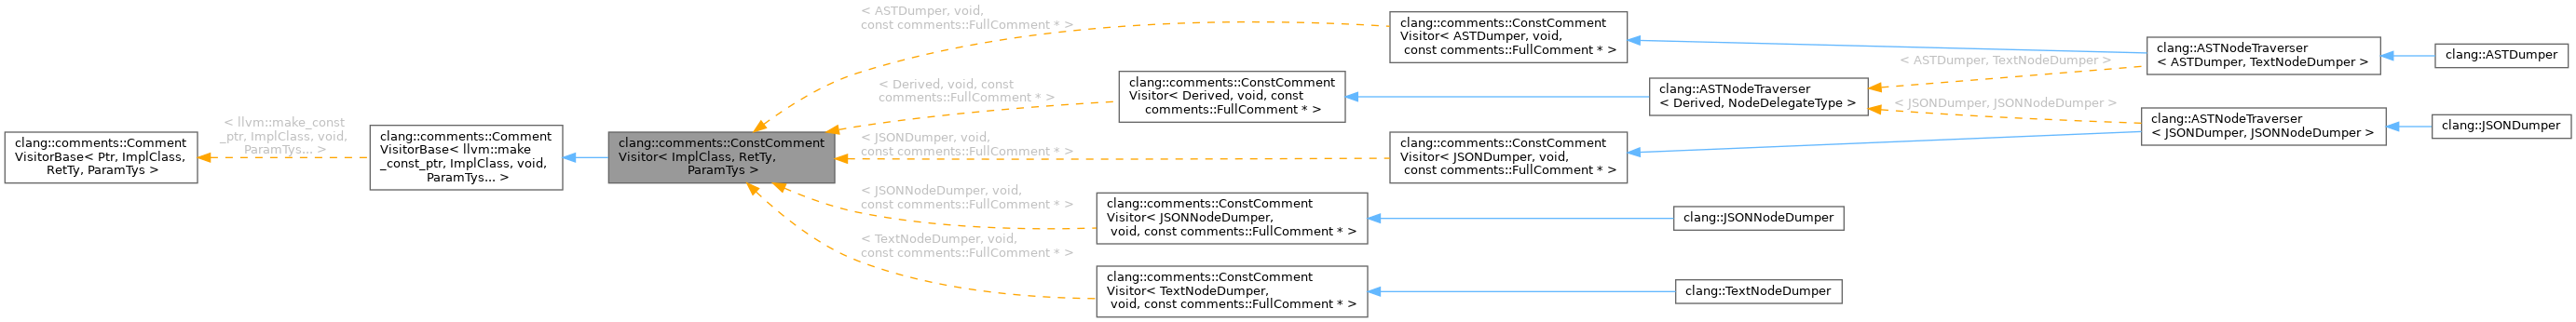 clang::comments::Comment
VisitorBase< Ptr, ImplClass,
RetTy, ParamTys >
< llvm::make_const
_ptr, ImplClass, void,
ParamTys... >
clang::comments::Comment
VisitorBase< llvm::make
_const_ptr, ImplClass, void,
ParamTys... >
clang::comments::ConstComment
Visitor< ImplClass, RetTy,
ParamTys >
< ASTDumper, void,
const comments::FullComment * >
clang::comments::ConstComment
Visitor< ASTDumper, void,
const comments::FullComment * >
< Derived, void, const
comments::FullComment * >
clang::comments::ConstComment
Visitor< Derived, void, const
comments::FullComment * >
< JSONDumper, void,
const comments::FullComment * >
clang::comments::ConstComment
Visitor< JSONDumper, void,
const comments::FullComment * >
< JSONNodeDumper, void,
const comments::FullComment * >
clang::comments::ConstComment
Visitor< JSONNodeDumper,
void, const comments::FullComment * >
< TextNodeDumper, void,
const comments::FullComment * >
clang::comments::ConstComment
Visitor< TextNodeDumper,
void, const comments::FullComment * >
clang::ASTNodeTraverser
< Derived, NodeDelegateType >
clang::JSONNodeDumper
clang::TextNodeDumper
< ASTDumper, TextNodeDumper >
< JSONDumper, JSONNodeDumper >
clang::ASTNodeTraverser
< ASTDumper, TextNodeDumper >
clang::ASTNodeTraverser
< JSONDumper, JSONNodeDumper >
clang::ASTDumper
clang::JSONDumper